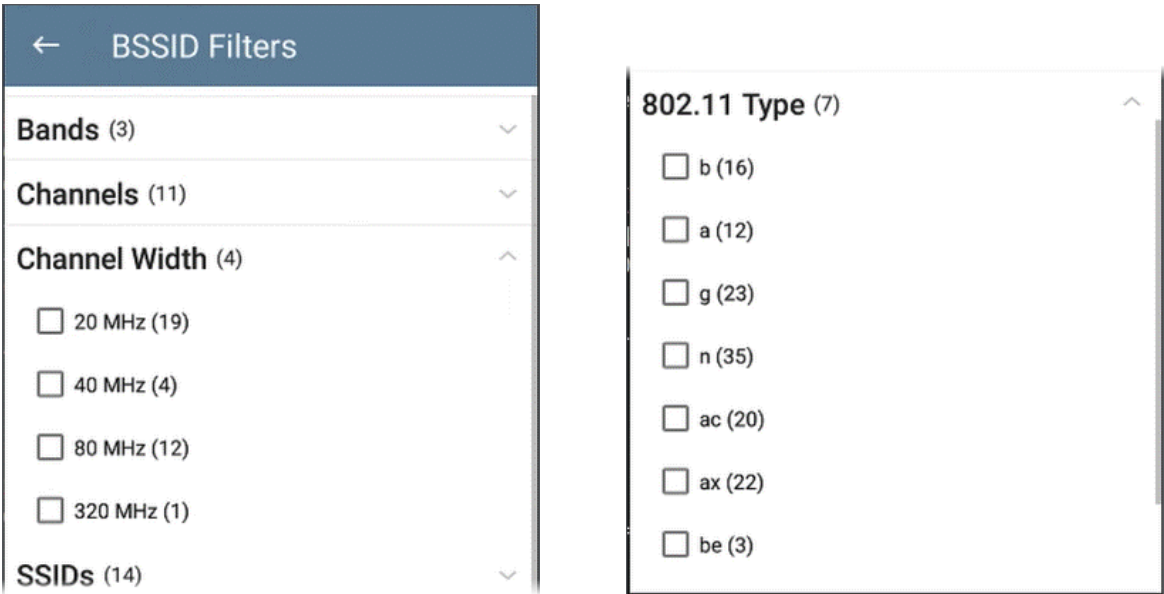 BSSID Filters
Bands (3)
Channels (11)
Channel Width (4)
20 MHz (19)
40 MHz (4)
80 MHz (12)
320 MHz (1)
SSIDs (14)
802.11 Type (7)
b (16)
a (12)
g (23)
n (35)
ac (20)
ax (22)
be (3)